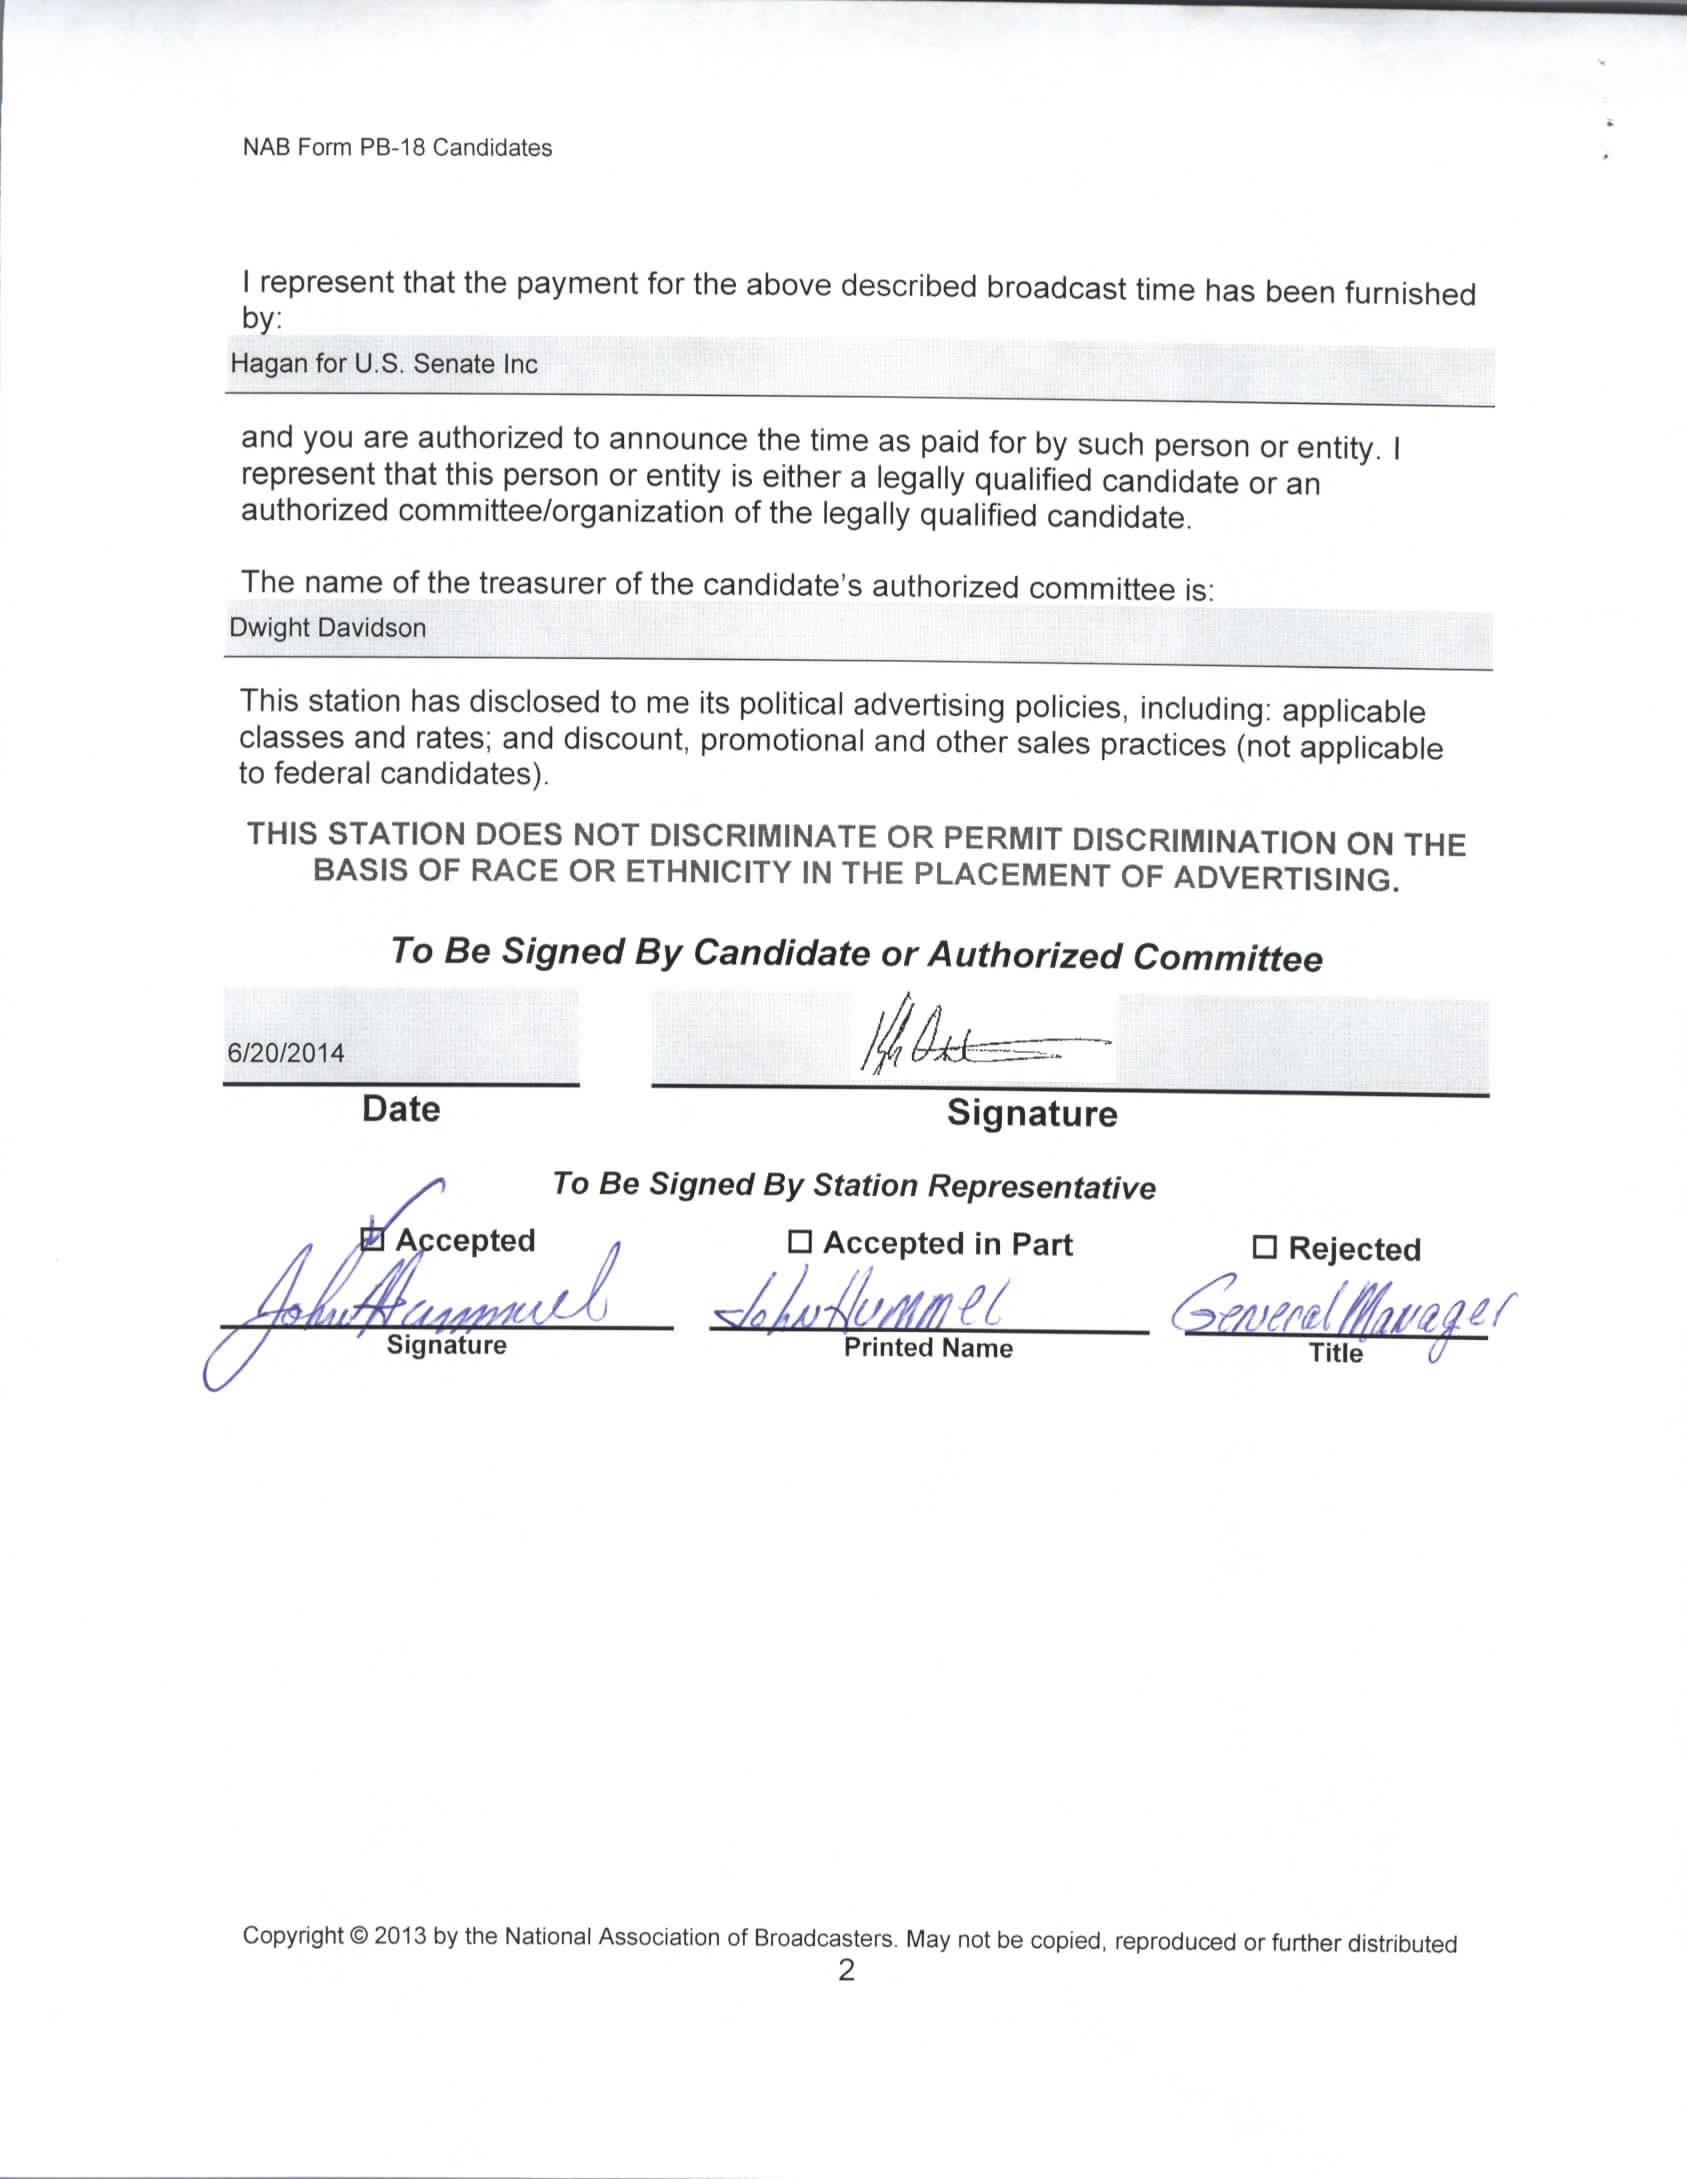 NAB Form PB-18 Candidates
I represent that the payment for the above described broadcast time has been furnished
by:
Hagan for U.S. Senate Inc
and you are authorized to announce the time as paid for by such person or entity. I
represent that this person or entity is either a legally qualified candidate or an
authorized committee/organization of the legally qualified candidate.
The name of the treasurer of the candidate's authorized committee is:
Dwight Davidson
This station has disclosed to me its political advertising policies, including: applicable
classes and rates; and discount, promotional and other sales practices (not applicable
to federal candidates).
THIS STATION DOES NOT DISCRIMINATE OR PERMIT DISCRIMINATION ON THE
BASIS OF RACE OR ETHNICITY IN THE PLACEMENT OF ADVERTISING.
To Be Signed By Candidate or Authorized Committee
6/20/2014
Date Signature
To Be Signed By Station Representative
Accepted Accepted in Part Rejected
John Hummel John Hummel General Manager
Signature Printed Name Title
Copyright © 2013 by the National Association of Broadcasters. May not be copied, reproduced or further distributed
2